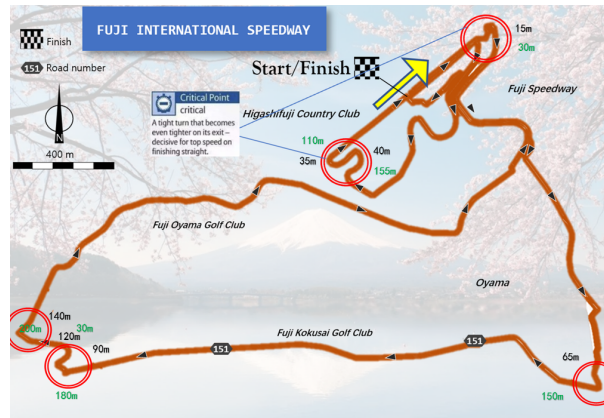 FUJI INTERNATIONAL SPEEDWAY
Finish
151 Road number
N
400 m
Start/Finish
15m
30m
Fuji Speedway
Higashifuji Country Club
Critical Point
critical
A tight turn that becomes
even tighter on its exit –
decisive for top speed on
finishing straight.
110m
35m
40m
155m
Fuji Oyama Golf Club
Oyama
140m
30m
120m
90m
180m
Fuji Kokusai Golf Club
151
151
65m
150m